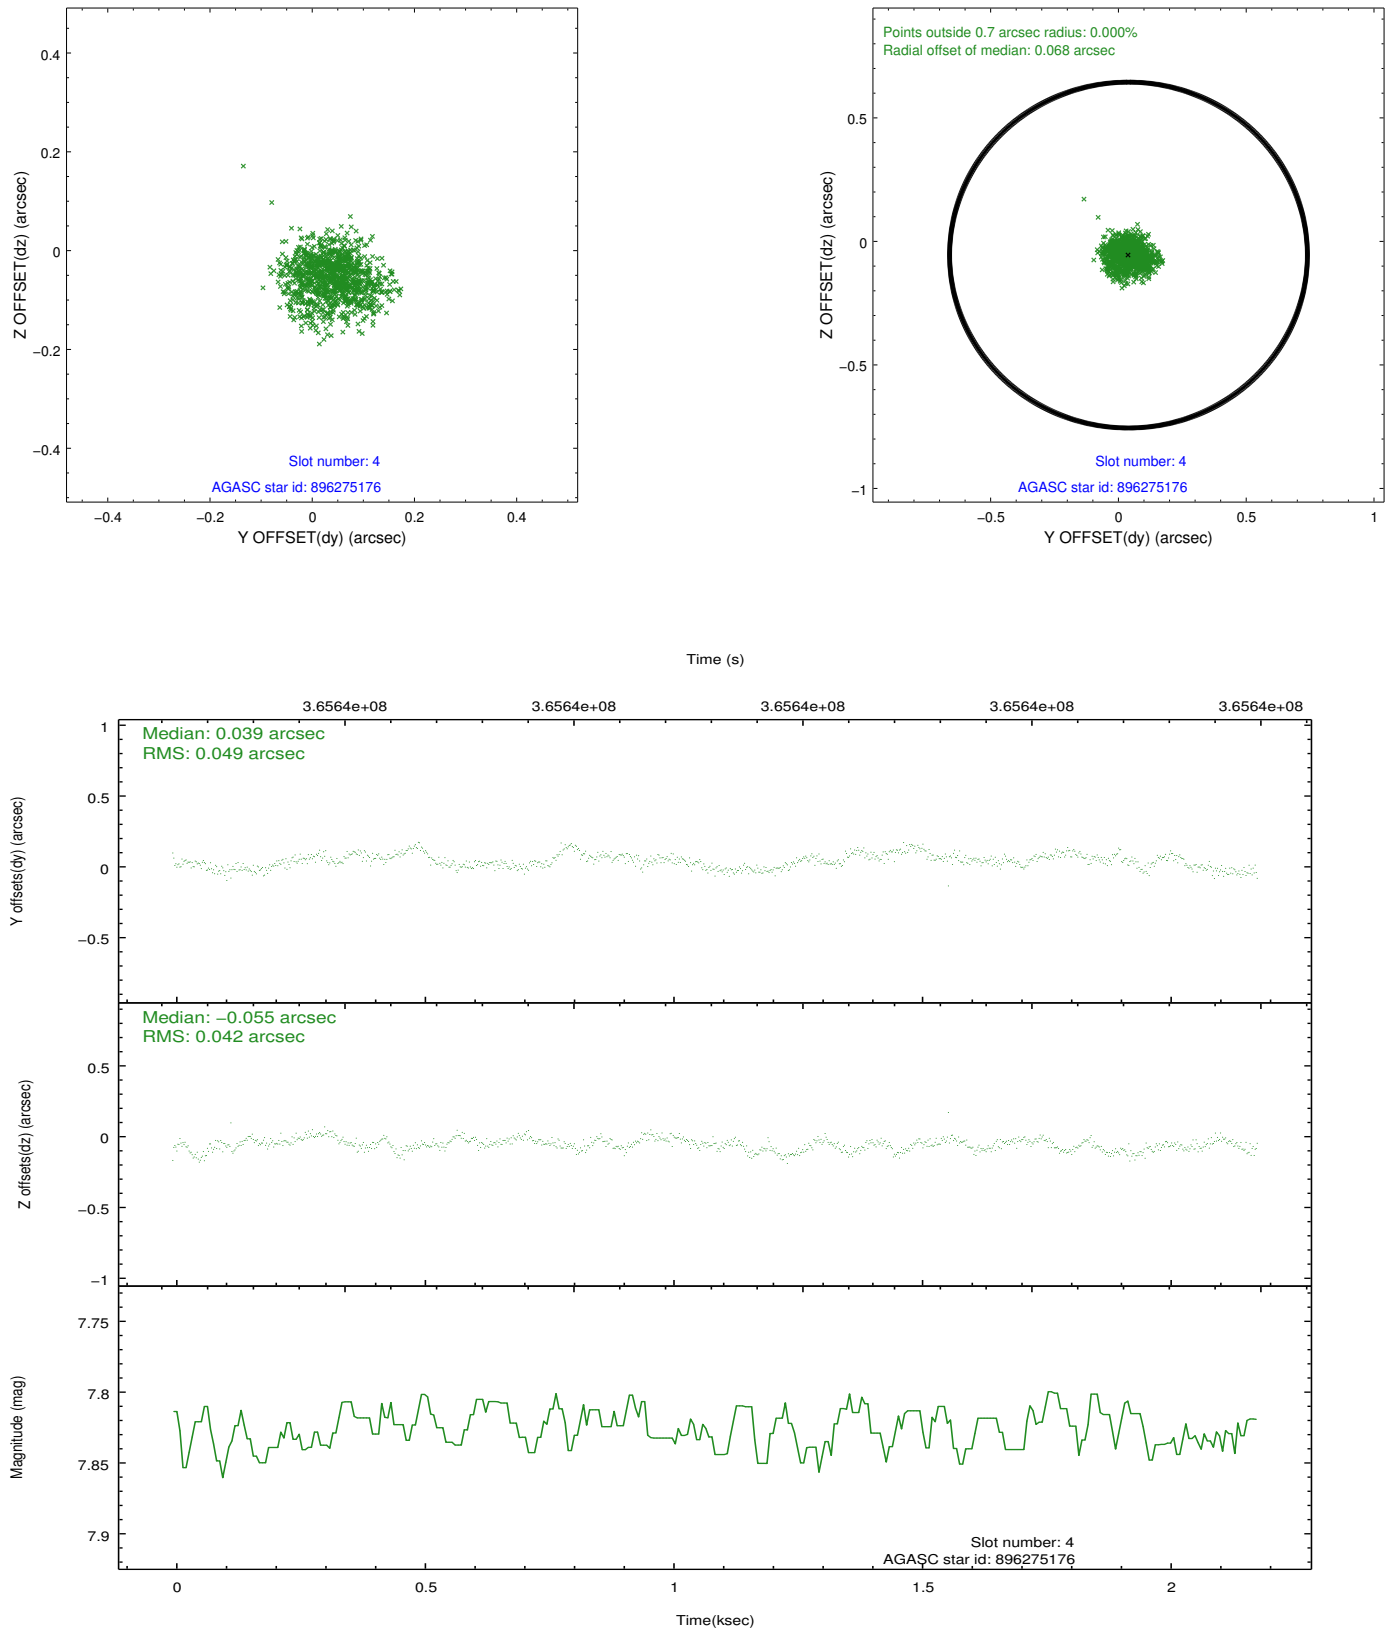 0.4
0.2
0
−0.2
−0.4
Z OFFSET(dz) (arcsec)
Slot number: 4
AGASC star id: 896275176
−0.4 −0.2 0 0.2 0.4
Y OFFSET(dy) (arcsec)
Points outside 0.7 arcsec radius: 0.000%
Radial offset of median: 0.068 arcsec
0.5
0
−0.5
−1
Z OFFSET(dz) (arcsec)
Slot number: 4
AGASC star id: 896275176
−0.5 0 0.5 1
Y OFFSET(dy) (arcsec)
Time (s)
3.6564e+08 3.6564e+08 3.6564e+08 3.6564e+08 3.6564e+08
Median: 0.039 arcsec
RMS: 0.049 arcsec
1
0.5
0
−0.5
Y offsets(dy) (arcsec)
Median: −0.055 arcsec
RMS: 0.042 arcsec
0.5
0
−0.5
−1
Z offsets(dz) (arcsec)
7.75
7.8
7.85
7.9
Magnitude (mag)
Slot number: 4
AGASC star id: 896275176
0 0.5 1 1.5 2
Time(ksec)